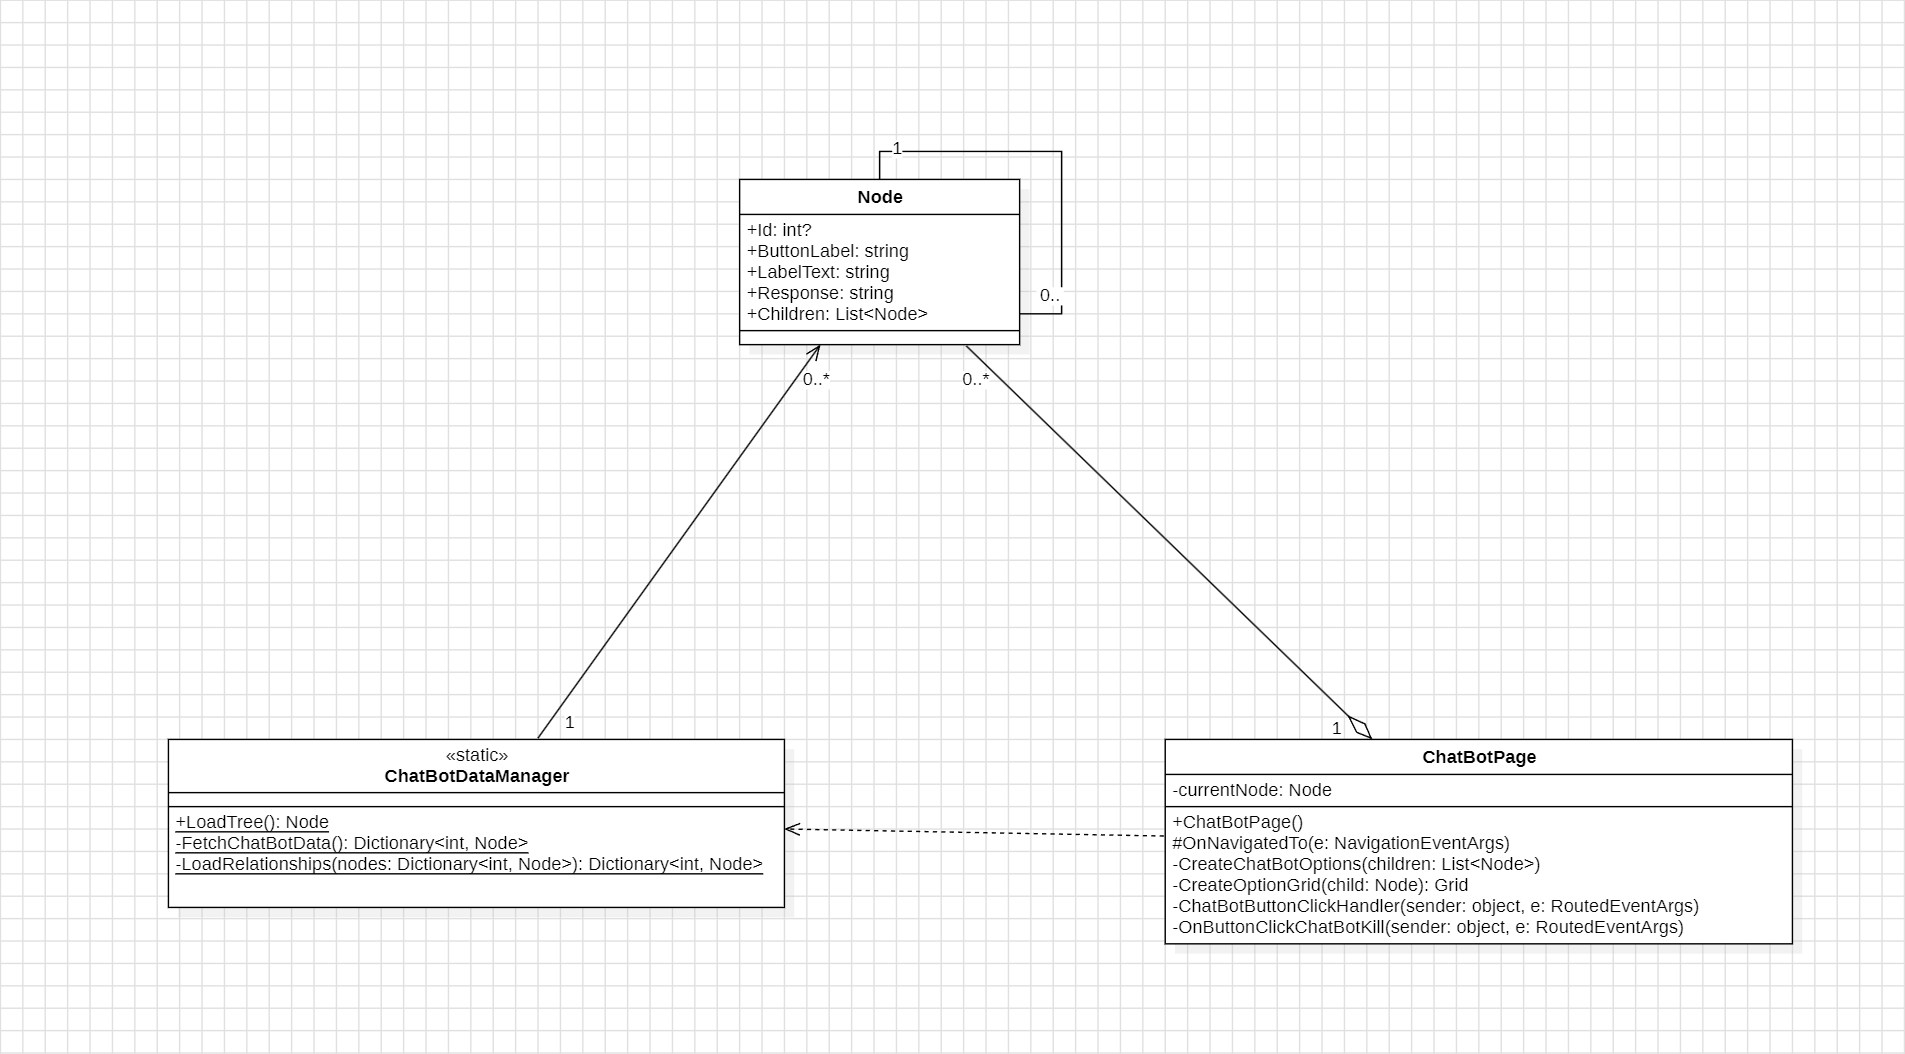 1
Node
+Id: int?
+ButtonLabel: string
+LabelText: string
+Response: string
+Children: List<Node>
0..
0..*
0..*
1
1
«static»
ChatBotDataManager
+LoadTree(): Node
-FetchChatBotData(): Dictionary<int, Node>
-LoadRelationships(nodes: Dictionary<int, Node>): Dictionary<int, Node>
ChatBotPage
-currentNode: Node
+ChatBotPage()
#OnNavigatedTo(e: NavigationEventArgs)
-CreateChatBotOptions(children: List<Node>)
-CreateOptionGrid(child: Node): Grid
-ChatBotButtonClickHandler(sender: object, e: RoutedEventArgs)
-OnButtonClickChatBotKill(sender: object, e: RoutedEventArgs)